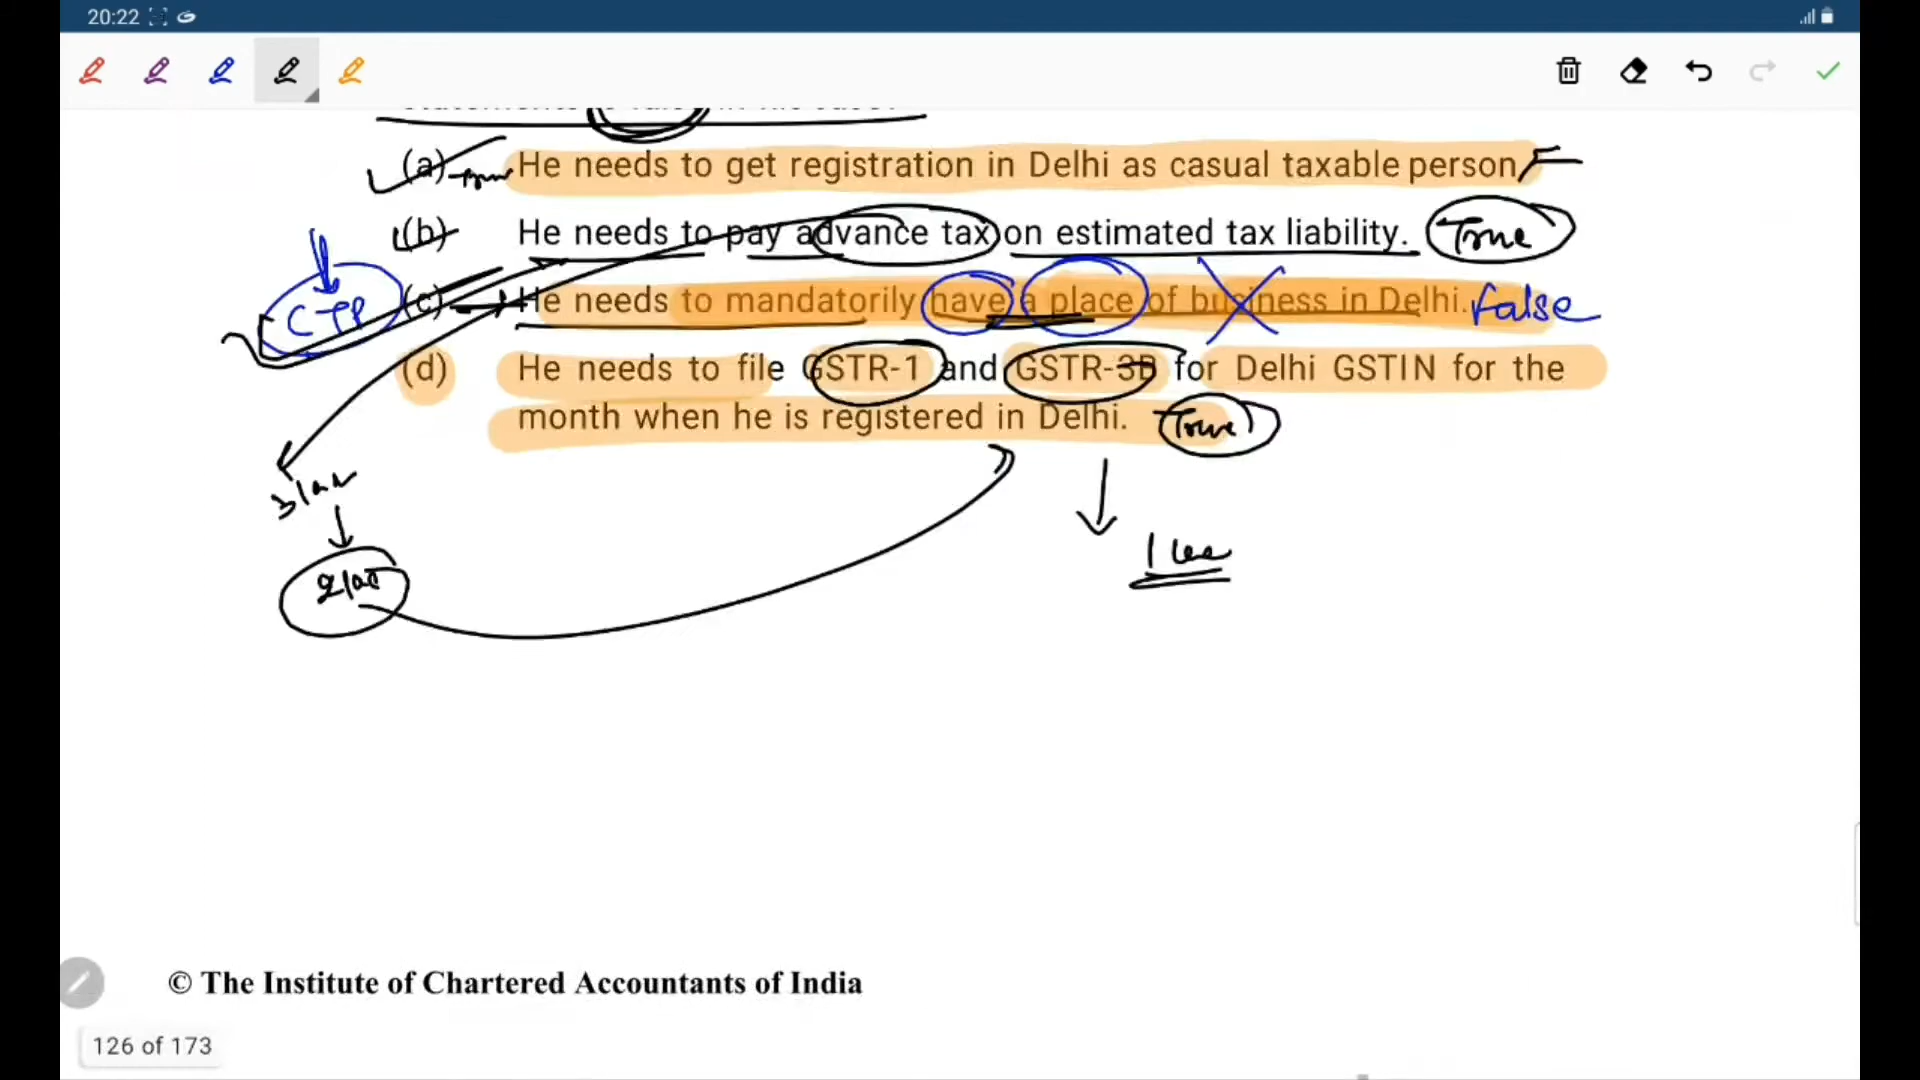 20:22
(a) True He needs to get registration in Delhi as casual taxable person
(b) He needs to pay advance tax on estimated tax liability. True
CTP (c) He needs to mandatorily have a place of business in Delhi. False
(d) He needs to file GSTR-1 and GSTR-3B for Delhi GSTIN for the
month when he is registered in Delhi. True
© The Institute of Chartered Accountants of India
126 of 173